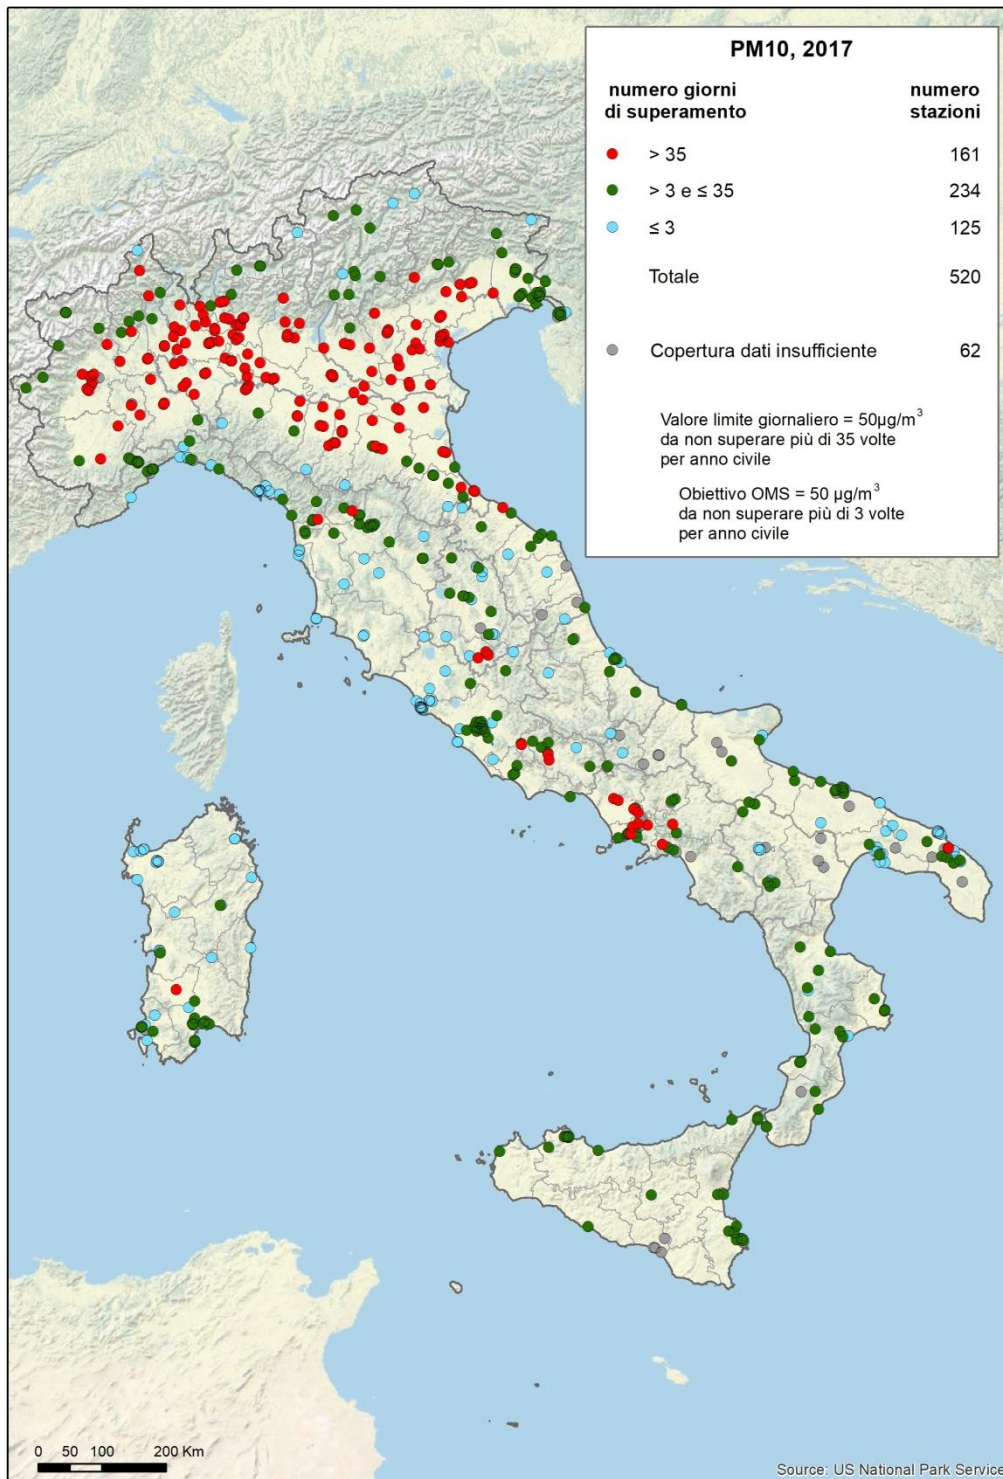 PM10, 2017
numero giorni di superamento numero stazioni
> 35 161
> 3 e ≤ 35 234
≤ 3 125
Totale 520
Copertura dati insufficiente 62
Valore limite giornaliero = 50µg/m³
da non superare più di 35 volte
per anno civile
Obiettivo OMS = 50 µg/m³
da non superare più di 3 volte
per anno civile
0 50 100 200 Km
Source: US National Park Service